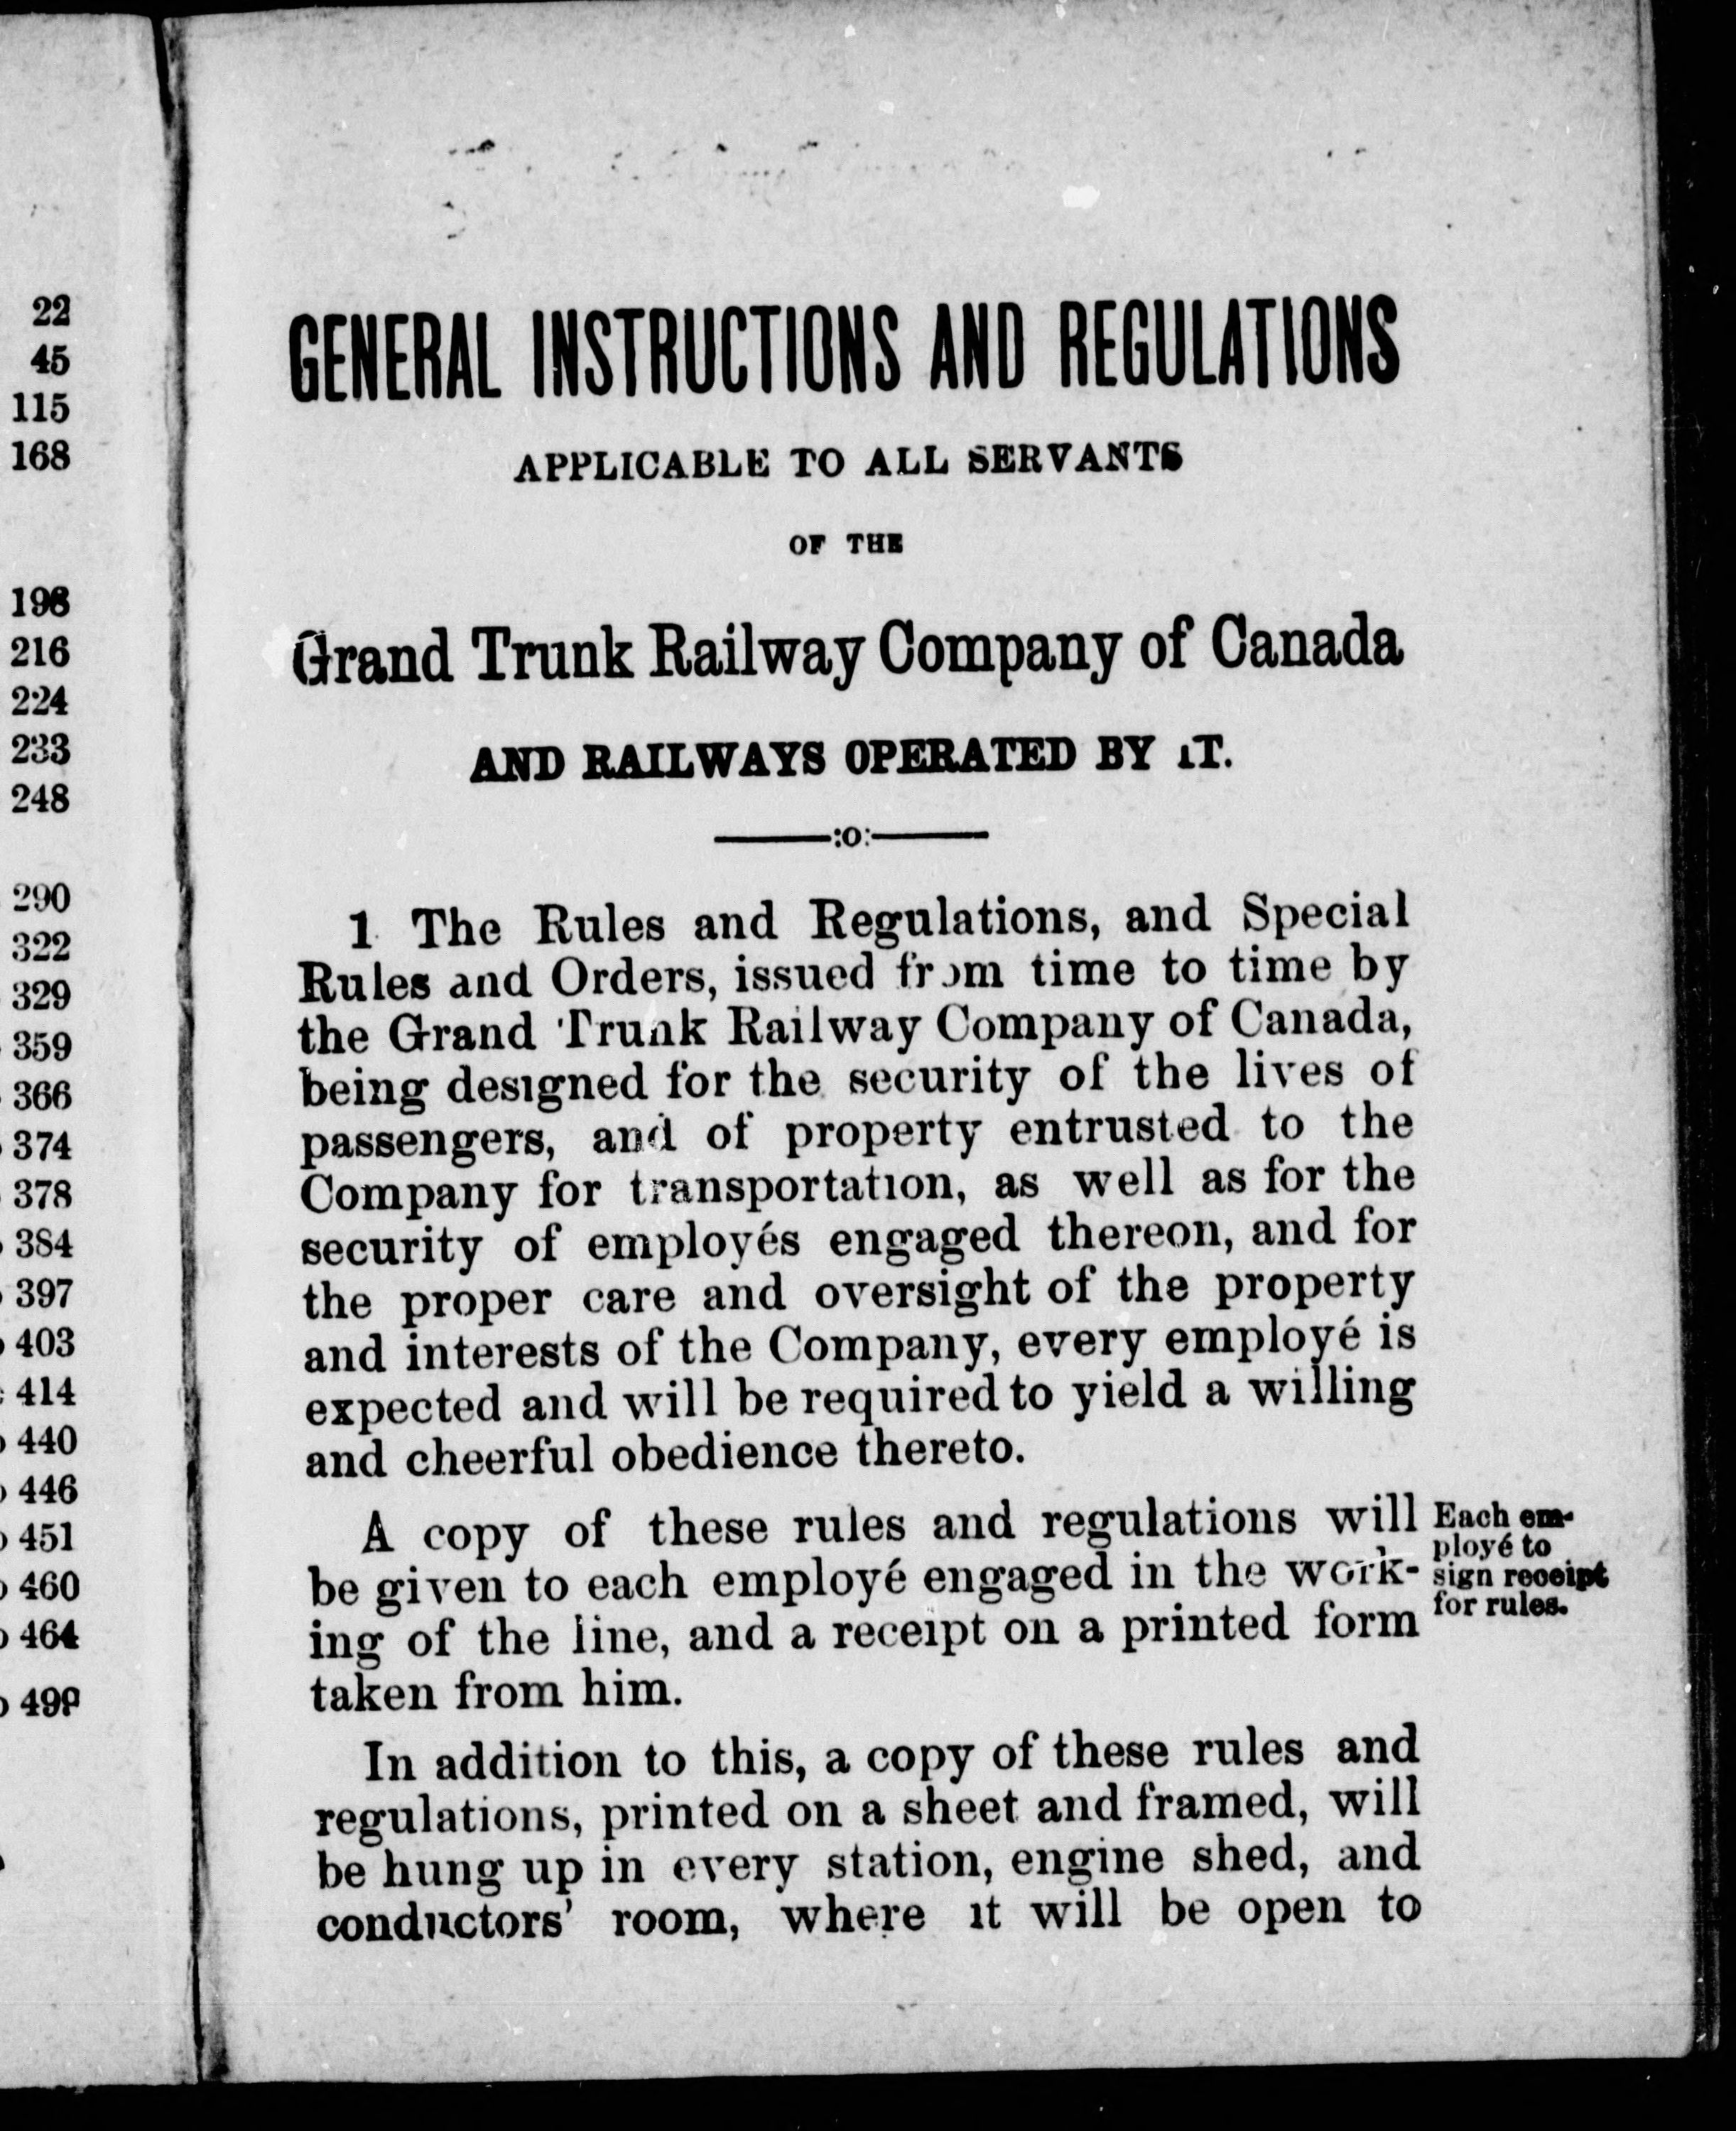 22
45
115
168
198
216
224
233
248
290
322
329
359
366
374
378
384
397
403
414
440
446
451
460
464
GENERAL INSTRUCTIONS AND REGULATIONS
APPLICABLE TO ALL SERVANTS
OF THE
Grand Trunk Railway Company of Canada
AND RAILWAYS OPERATED BY IT.
:o:
1 The Rules and Regulations, and Special
Rules and Orders, issued from time to time by
the Grand Trunk Railway Company of Canada,
being designed for the security of the lives of
passengers, and of property entrusted to the
Company for transportation, as well as for the
security of employés engaged thereon, and for
the proper care and oversight of the property
and interests of the Company, every employé is
expected and will be required to yield a willing
and cheerful obedience thereto.
A copy of these rules and regulations will
be given to each employé engaged in the work-
ing of the line, and a receipt on a printed form
taken from him.
Each em-
ployé to
sign receipt
for rules.
In addition to this, a copy of these rules and
regulations, printed on a sheet and framed, will
be hung up in every station, engine shed, and
conductors' room, where it will be open to